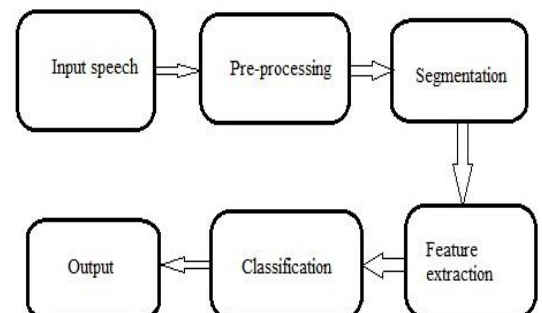 Input speech
Pre-processing
Segmentation
Feature
extraction
Classification
Output